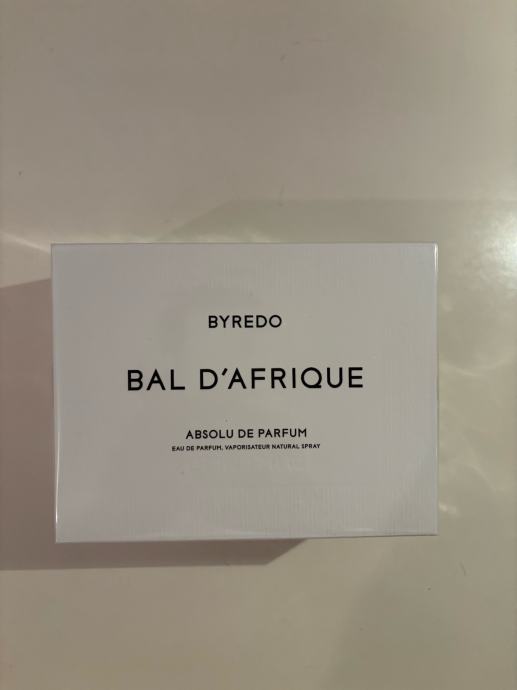 BYREDO
BAL D'AFRIQUE
ABSOLU DE PARFUM
EAU DE PARFUM, VAPORISATEUR NATURAL SPRAY